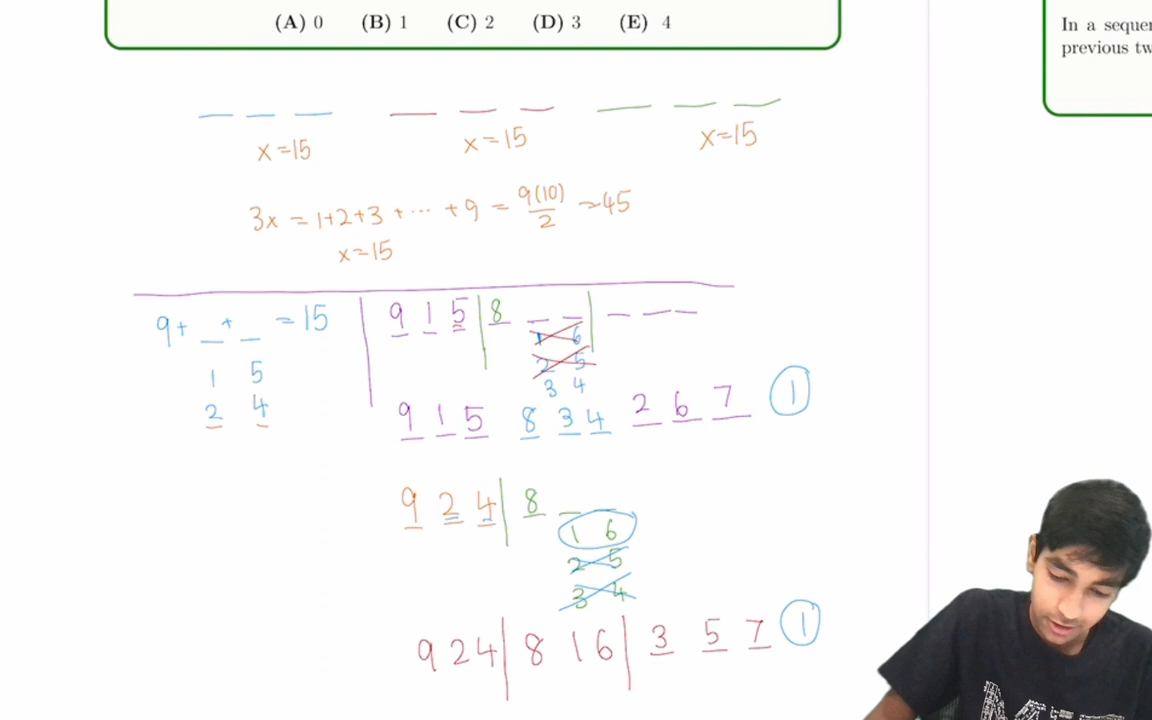 (A) 0 (B) 1 (C) 2 (D) 3 (E) 4
In a sequen
previous tw
x=15 x=15 x=15
3x = 1+2+3 + ... + 9 = 9(10)/2 = 45
x=15
9+ _ + _ = 15
1 5
2 4
9 1 5 | 8 _ _ | _ _ _
1 6
2 5
3 4
9 1 5 8 3 4 2 6 7 1
9 2 4 | 8 _ _
1 6
2 5
3 4
9 2 4 | 8 1 6 | 3 5 7 1